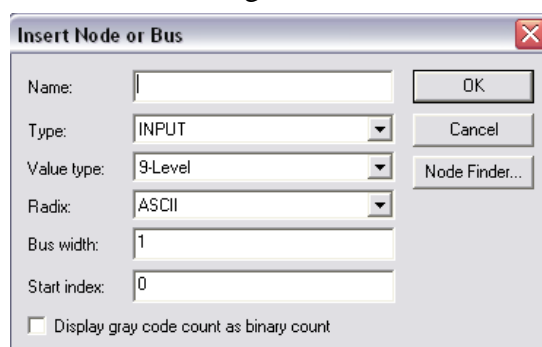 Insert Node or Bus
Name:
OK
Type: INPUT
Cancel
Value type: 9-Level
Node Finder...
Radix: ASCII
Bus width: 1
Start index: 0
Display gray code count as binary count